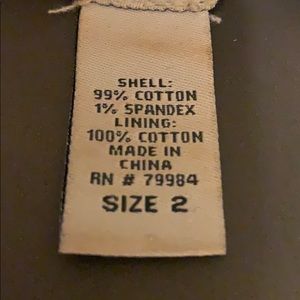 SHELL:
99% COTTON
1% SPANDEX
LINING:
100% COTTON
MADE IN
CHINA
RN # 79984
SIZE 2